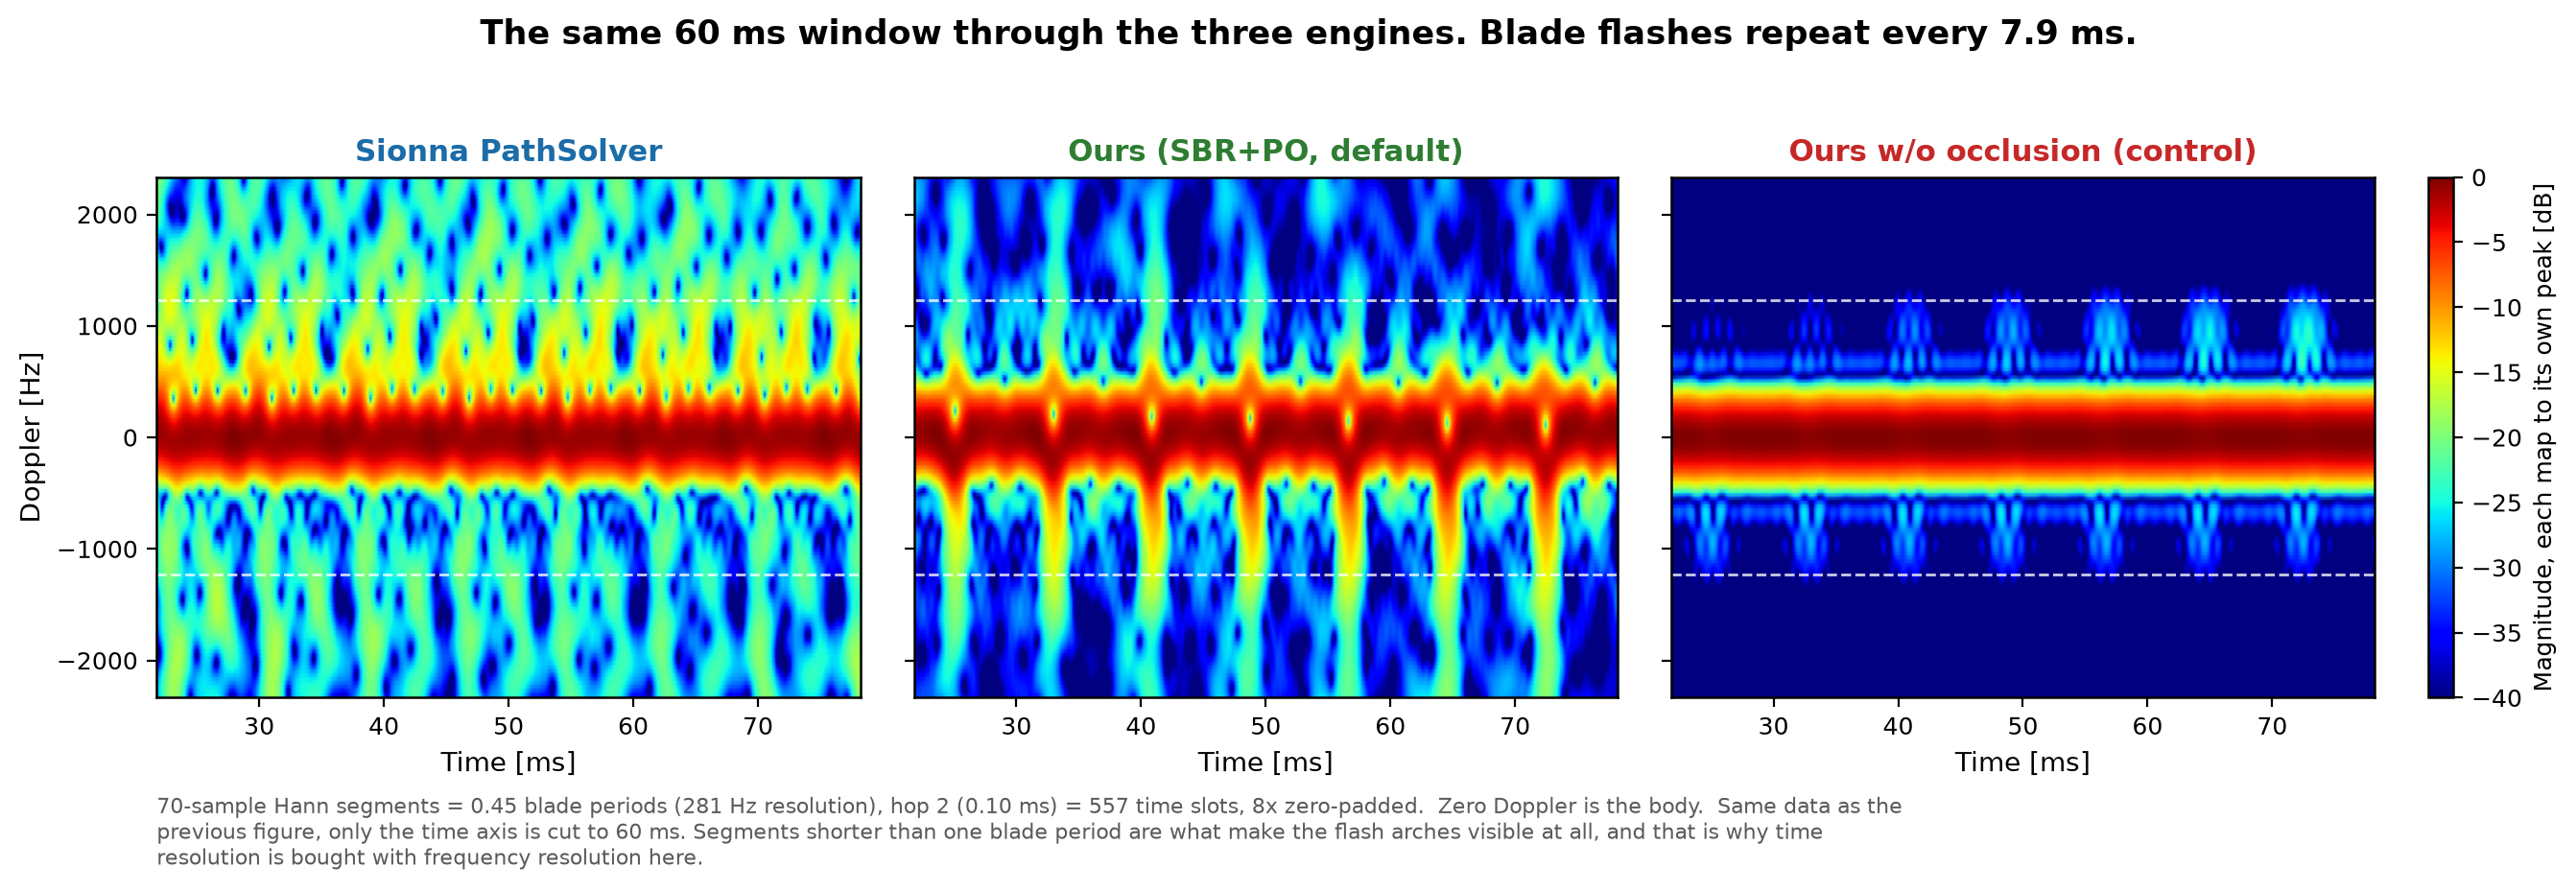 The same 60 ms window through the three engines. Blade flashes repeat every 7.9 ms.
Sionna PathSolver
Ours (SBR+PO, default)
Ours w/o occlusion (control)
Doppler [Hz]
2000
1000
0
−1000
−2000
30 40 50 60 70
Time [ms]
30 40 50 60 70
Time [ms]
30 40 50 60 70
Time [ms]
0
−5
−10
−15
−20
−25
−30
−35
−40
Magnitude, each map to its own peak [dB]
70-sample Hann segments = 0.45 blade periods (281 Hz resolution), hop 2 (0.10 ms) = 557 time slots, 8x zero-padded.  Zero Doppler is the body.  Same data as the
previous figure, only the time axis is cut to 60 ms. Segments shorter than one blade period are what make the flash arches visible at all, and that is why time
resolution is bought with frequency resolution here.